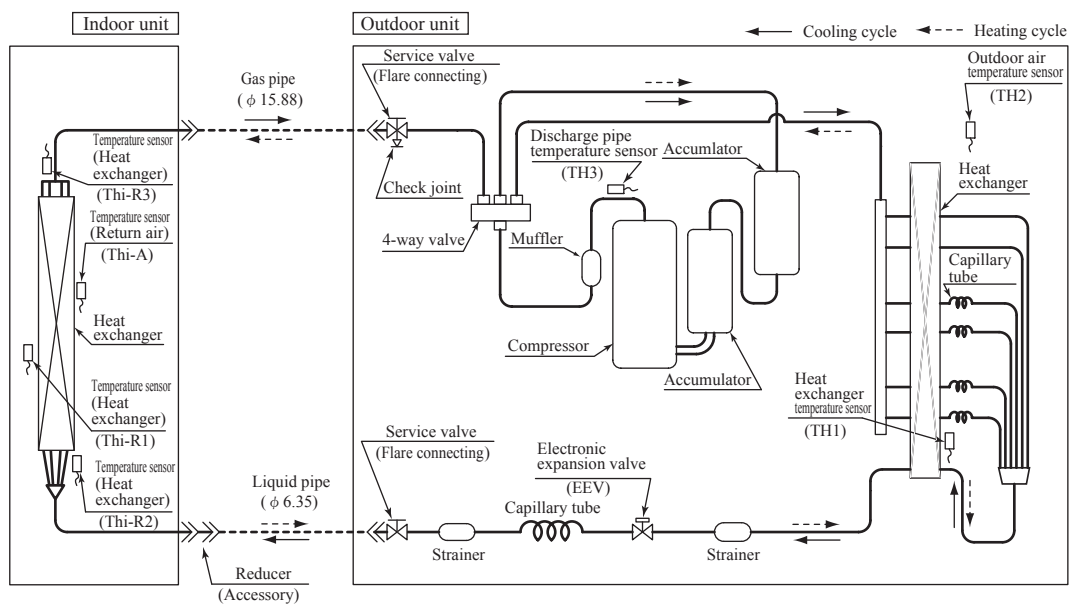 Indoor unit
Outdoor unit
Cooling cycle
Heating cycle
Service valve
(Flare connecting)
Gas pipe
( ϕ 15.88)
Outdoor air
temperature sensor
(TH2)
Temperature sensor
(Heat
exchanger)
(Thi-R3)
Check joint
Discharge pipe
temperature sensor
(TH3)
Accumlator
Heat
exchanger
Temperature sensor
(Return air)
(Thi-A)
4-way valve
Muffler
Capillary
tube
Heat
exchanger
Compressor
Accumulator
Heat
exchanger
temperature sensor
(TH1)
Temperature sensor
(Heat
exchanger)
(Thi-R1)
Service valve
(Flare connecting)
Electronic
expansion valve
(EEV)
Temperature sensor
(Heat
exchanger)
(Thi-R2)
Liquid pipe
( ϕ 6.35)
Capillary tube
Strainer
Strainer
Reducer
(Accessory)